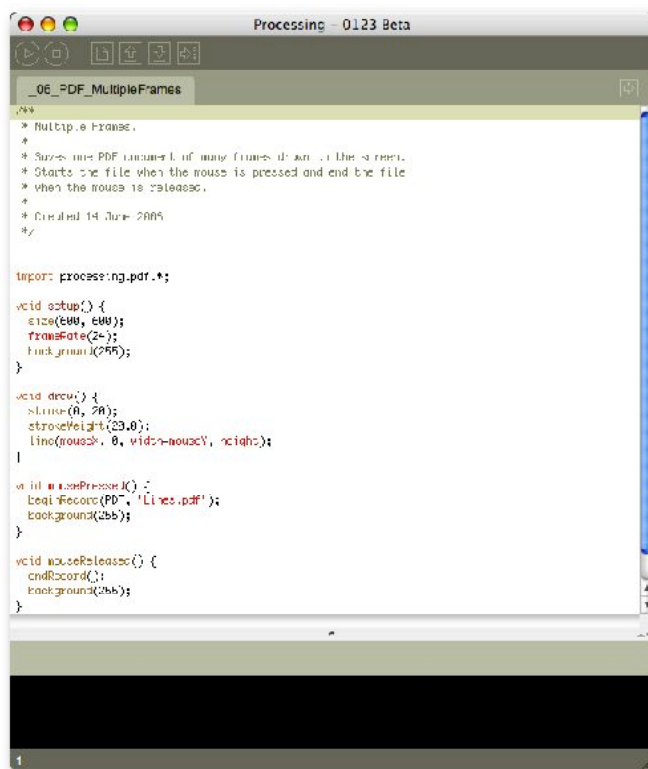 Processing – 0123 Beta
_06_PDF_MultipleFrames
/**
* Multiple Frames.
*
* Saves one PDF document of many frames drawn to the screen.
* Starts the file when the mouse is pressed and end the file
* when the mouse is released.
*
* Created 14 June 2005
*/
import processing.pdf.*;
void setup() {
size(600, 600);
frameRate(24);
background(255);
}
void draw() {
stroke(0, 20);
strokeWeight(20.0);
line(mouseX, 0, width-mouseY, height);
}
void mousePressed() {
beginRecord(PDF, "Lines.pdf");
background(255);
}
void mouseReleased() {
endRecord();
background(255);
}
1